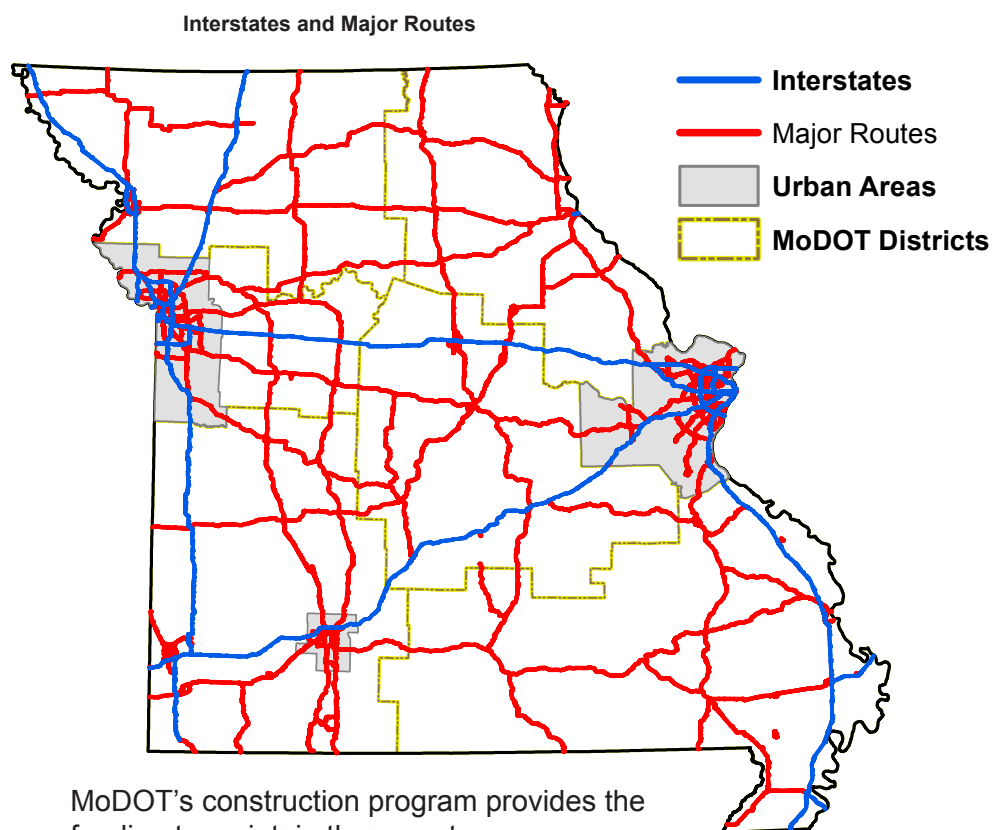 Interstates and Major Routes
Interstates
Major Routes
Urban Areas
MoDOT Districts
MoDOT’s construction program provides the